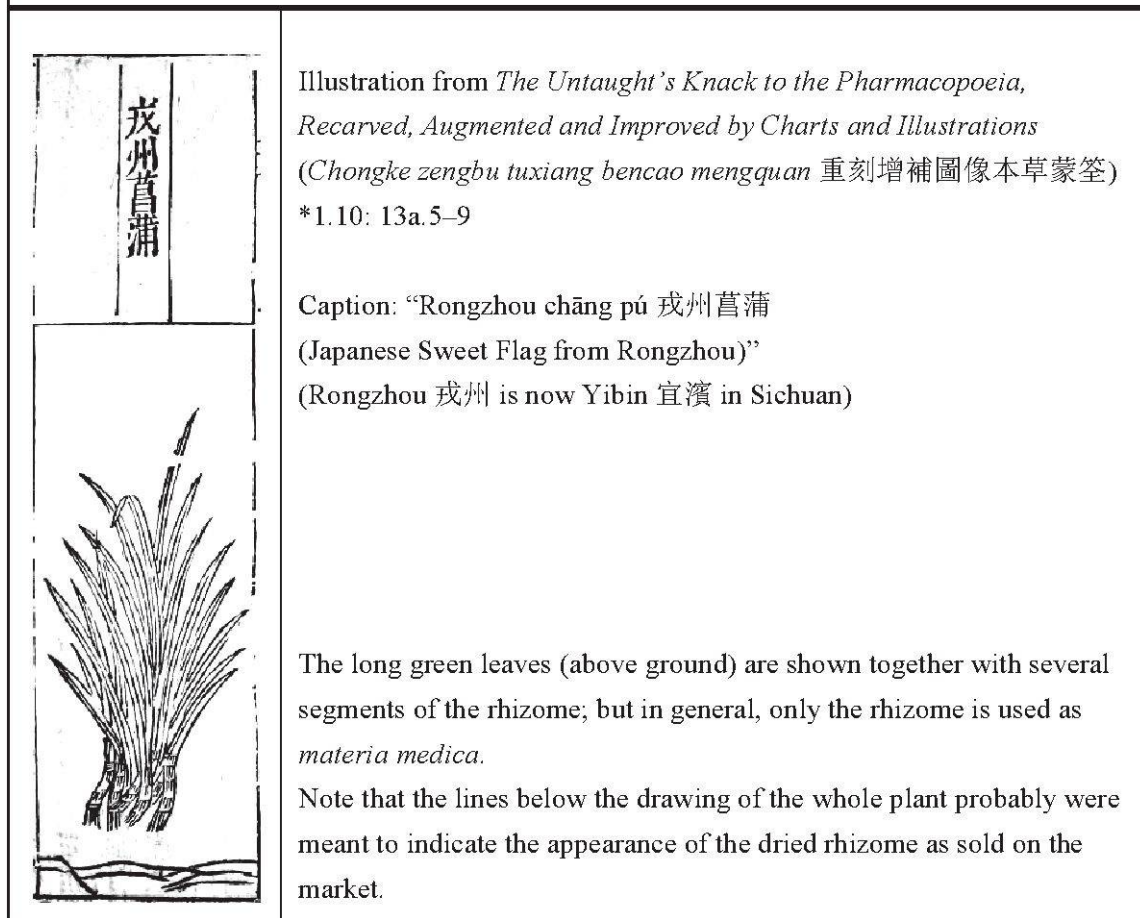 戎州菖蒲
Illustration from The Untaught’s Knack to the Pharmacopoeia,
Recarved, Augmented and Improved by Charts and Illustrations
(Chongke zengbu tuxiang bencao mengquan 重刻增補圖像本草蒙筌)
*1.10: 13a.5–9
Caption: “Rongzhou chāng pú 戎州菖蒲
(Japanese Sweet Flag from Rongzhou)”
(Rongzhou 戎州 is now Yibin 宜濱 in Sichuan)
The long green leaves (above ground) are shown together with several
segments of the rhizome; but in general, only the rhizome is used as
materia medica.
Note that the lines below the drawing of the whole plant probably were
meant to indicate the appearance of the dried rhizome as sold on the
market.